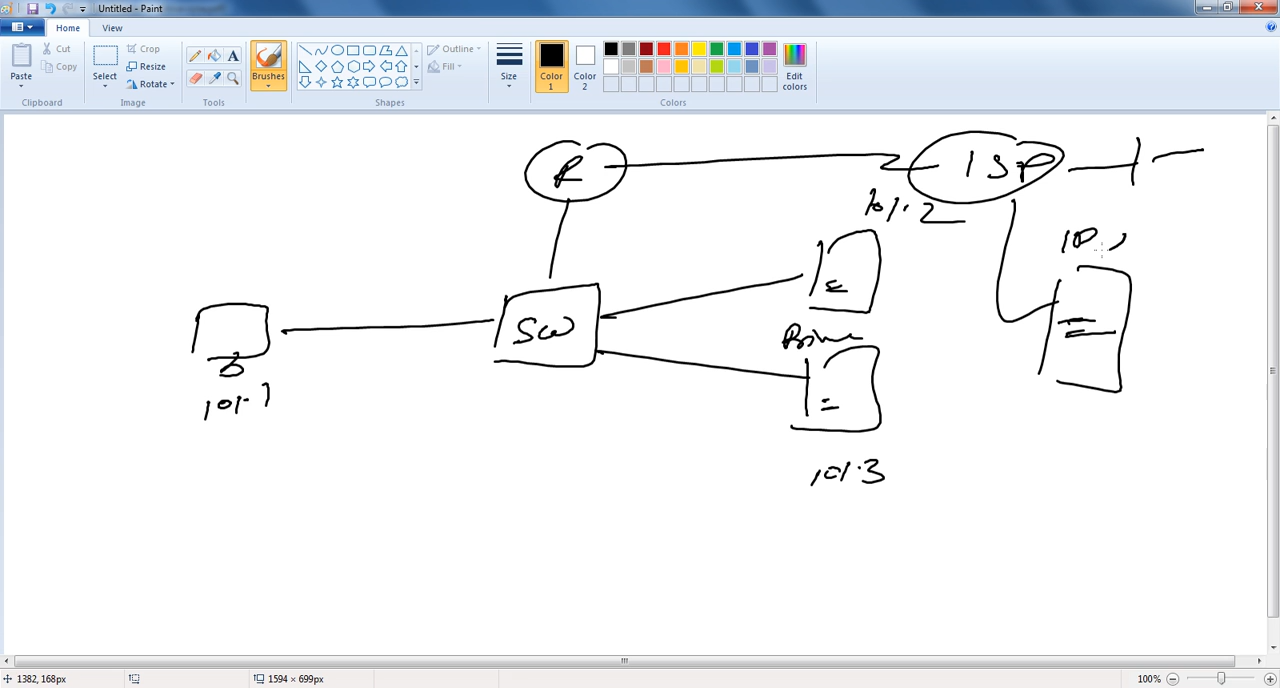 Untitled - Paint
Home
View
Paste
Cut
Copy
Clipboard
Select
Crop
Resize
Rotate
Image
Tools
Brushes
Shapes
Outline
Fill
Size
Color 1
Color 2
Edit colors
Colors
R
ISP
101.2
SW
101.1
101.3
1382, 168px
1594 × 699px
100%